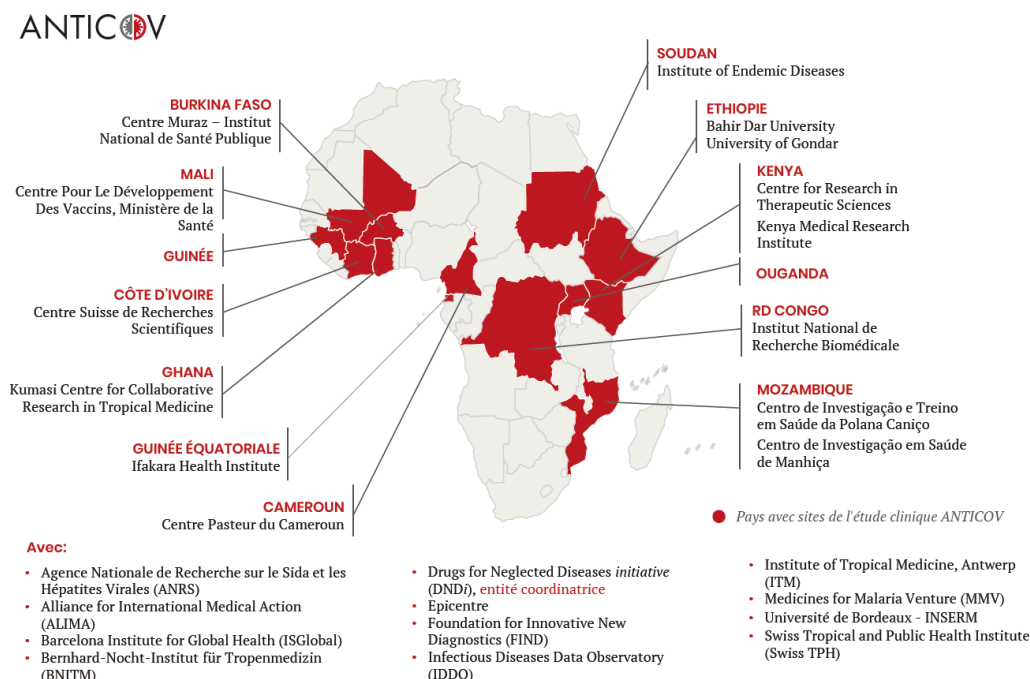 ANTICOV
SOUDAN
Institute of Endemic Diseases
BURKINA FASO
Centre Muraz – Institut
National de Santé Publique
ETHIOPIE
Bahir Dar University
University of Gondar
MALI
Centre Pour Le Développement
Des Vaccins, Ministère de la
Santé
KENYA
Centre for Research in
Therapeutic Sciences
Kenya Medical Research
Institute
GUINÉE
OUGANDA
CÔTE D'IVOIRE
Centre Suisse de Recherches
Scientifiques
RD CONGO
Institut National de
Recherche Biomédicale
GHANA
Kumasi Centre for Collaborative
Research in Tropical Medicine
MOZAMBIQUE
Centro de Investigação e Treino
em Saúde da Polana Caniço
Centro de Investigação em Saúde
de Manhiça
GUINÉE ÉQUATORIALE
Ifakara Health Institute
CAMEROUN
Centre Pasteur du Cameroun
Pays avec sites de l'étude clinique ANTICOV
Avec:
• Agence Nationale de Recherche sur le Sida et les
Hépatites Virales (ANRS)
• Alliance for International Medical Action
(ALIMA)
• Barcelona Institute for Global Health (ISGlobal)
• Bernhard-Nocht-Institut für Tropenmedizin
(BNITM)
• Drugs for Neglected Diseases initiative
(DNDi), entité coordinatrice
• Epicentre
• Foundation for Innovative New
Diagnostics (FIND)
• Infectious Diseases Data Observatory
(IDDO)
• Institute of Tropical Medicine, Antwerp
(ITM)
• Medicines for Malaria Venture (MMV)
• Université de Bordeaux - INSERM
• Swiss Tropical and Public Health Institute
(Swiss TPH)